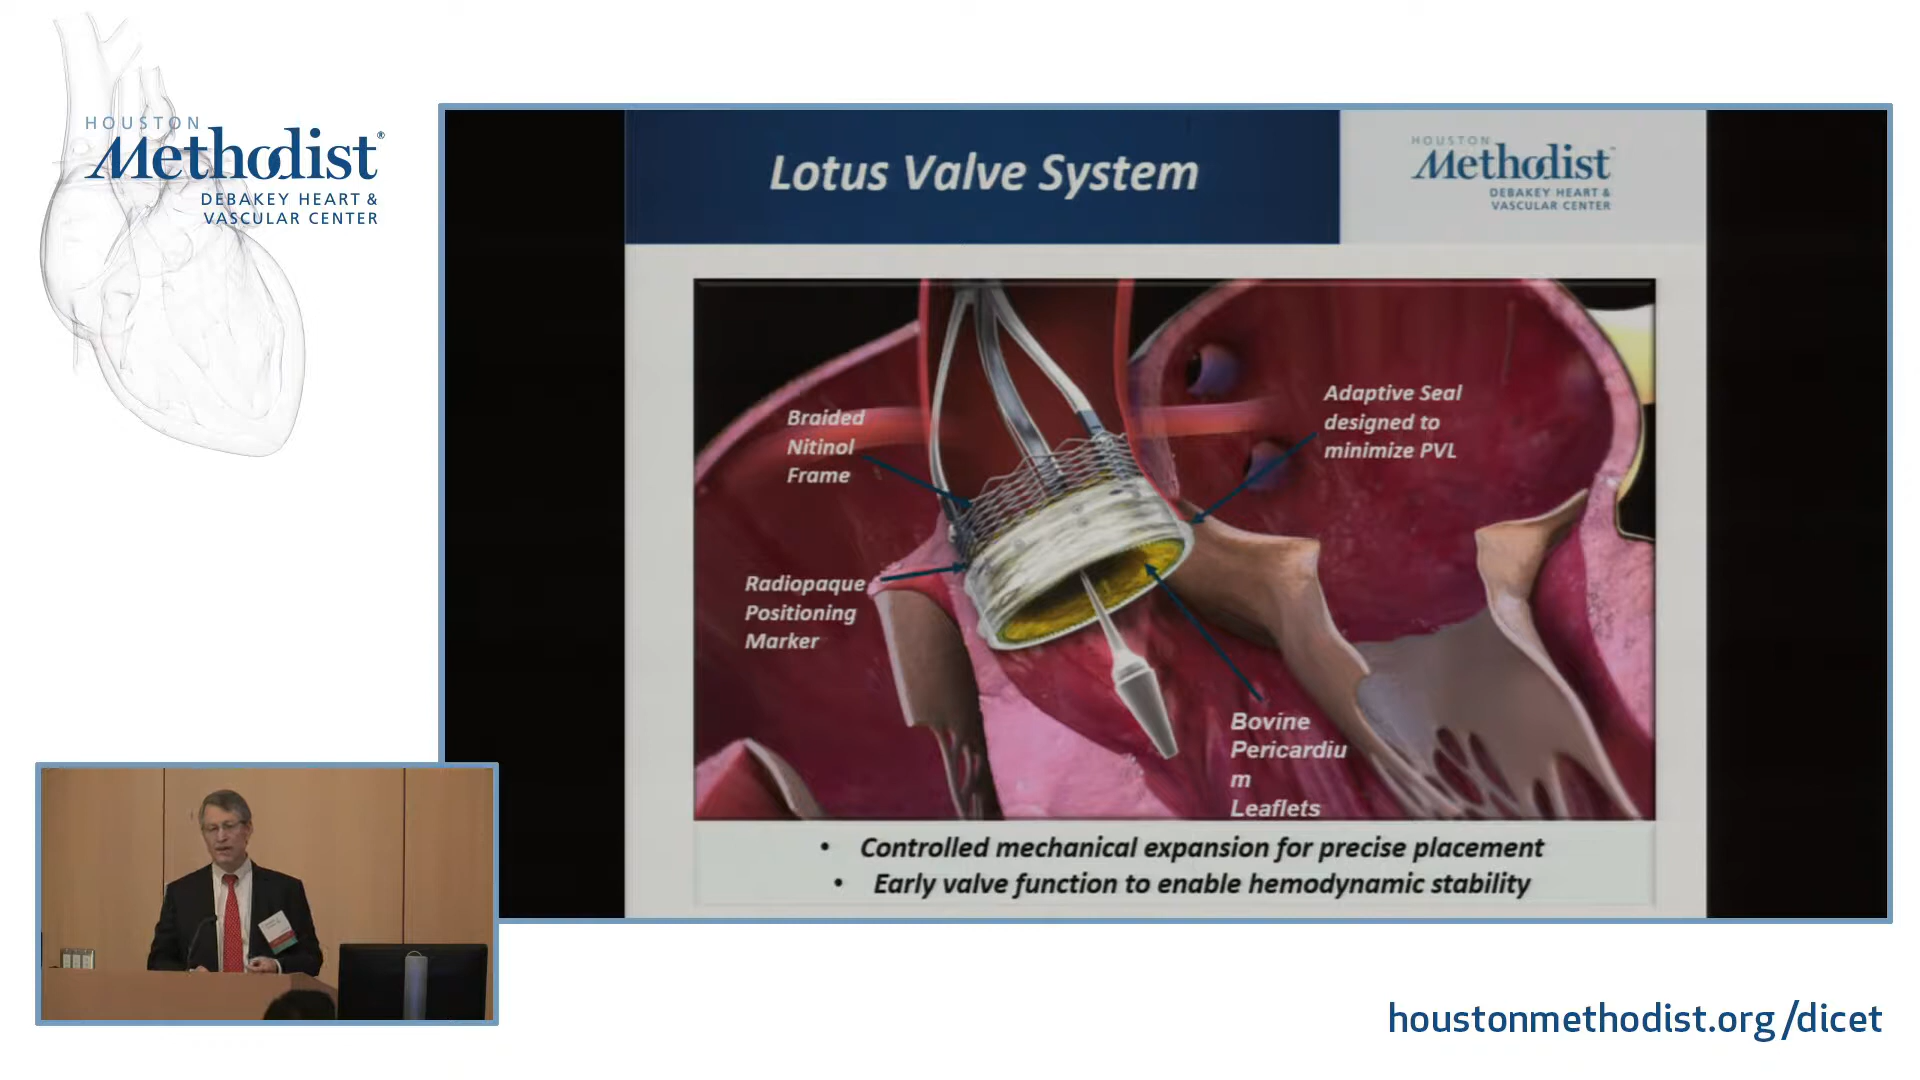 HOUSTON
Methodist®
DEBAKEY HEART &
VASCULAR CENTER
Lotus Valve System
HOUSTON
Methodist™
DEBAKEY HEART &
VASCULAR CENTER
Braided
Nitinol
Frame
Adaptive Seal
designed to
minimize PVL
Radiopaque
Positioning
Marker
Bovine
Pericardiu
m
Leaflets
• Controlled mechanical expansion for precise placement
• Early valve function to enable hemodynamic stability
houstonmethodist.org/dicet